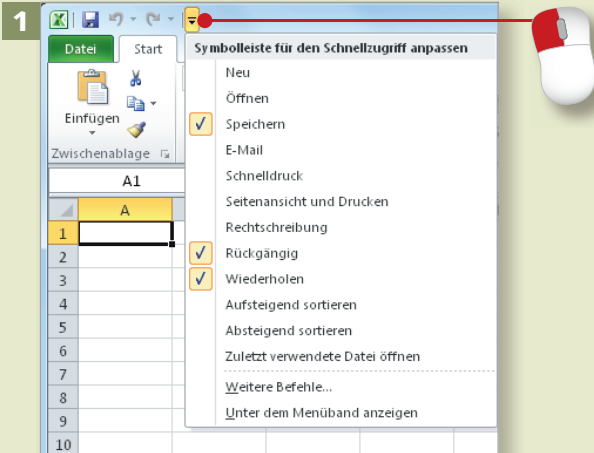 1
Datei Start
Symbolleiste für den Schnellzugriff anpassen
Neu
Öffnen
Speichern
E-Mail
Schnelldruck
Seitenansicht und Drucken
Rechtschreibung
Rückgängig
Wiederholen
Aufsteigend sortieren
Absteigend sortieren
Zuletzt verwendete Datei öffnen
Weitere Befehle...
Unter dem Menüband anzeigen
Einfügen
Zwischenablage
A1
A
1
2
3
4
5
6
7
8
9
10